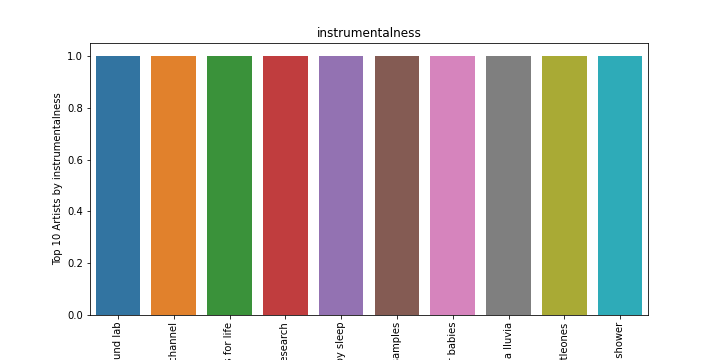 instrumentalness
Top 10 Artists by instrumentalness
1.0
0.8
0.6
0.4
0.2
0.0
und lab
channel
for life
esearch
y sleep
amples
babies
a lluvia
tleones
shower